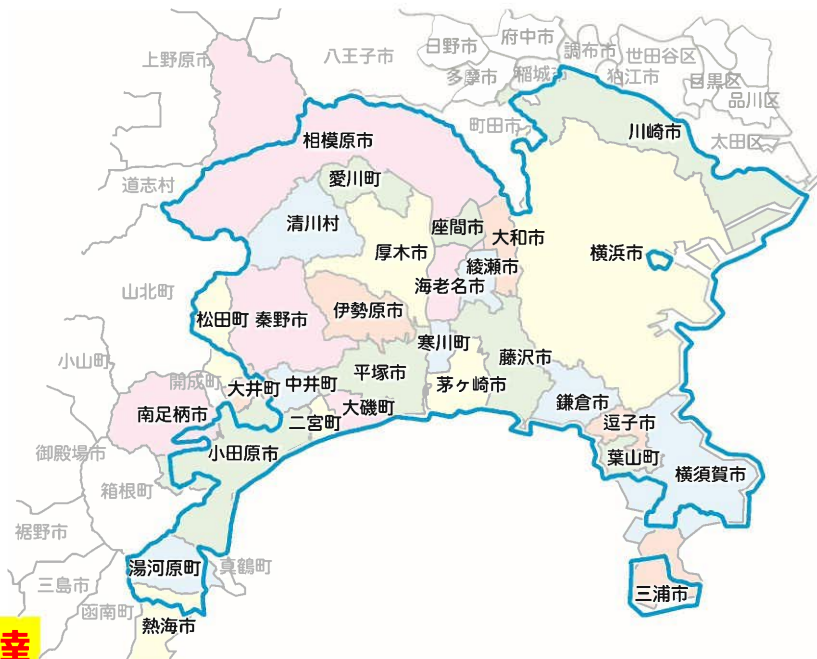 府中市
日野市
調布市
世田谷区
上野原市
八王子市
稲城市
狛江市
多摩市
目黒区
品川区
町田市
川崎市
太田区
相模原市
愛川町
道志村
清川村
座間市
大和市
厚木市
横浜市
綾瀬市
海老名市
山北町
伊勢原市
松田町
秦野市
寒川町
小山町
藤沢市
平塚市
開成町
中井町
茅ヶ崎市
大井町
鎌倉市
大磯町
南足柄市
逗子市
二宮町
御殿場市
小田原市
葉山町
横須賀市
箱根町
裾野市
湯河原町
真鶴町
三島市
三浦市
函南町
熱海市
幸